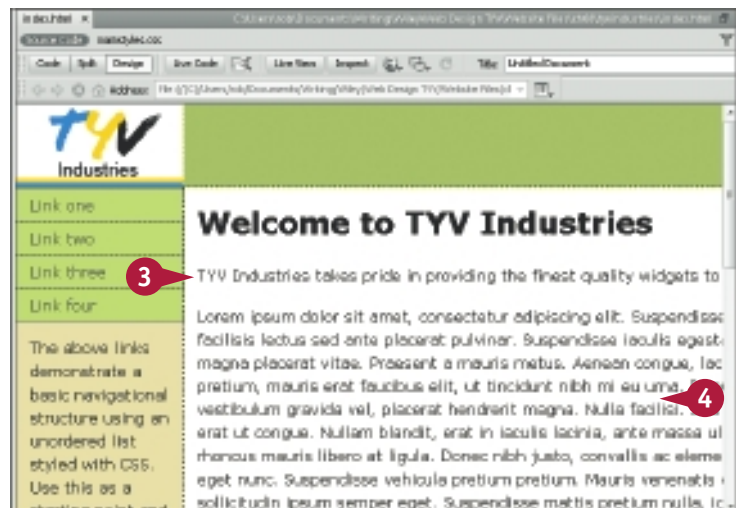 index.html ×
Source Code mainstyles.css
Code Split Design Live Code Live View Inspect Title: Untitled Document
Address:
TYV
Industries
Link one
Link two
Link three
Link four
The above links
demonstrate a
basic navigational
structure using an
unordered list
styled with CSS.
Use this as a
starting point and
Welcome to TYV Industries
3
TYV Industries takes pride in providing the finest quality widgets to
Lorem ipsum dolor sit amet, consectetur adipiscing elit. Suspendisse
facilisis lectus sed ante placerat pulvinar. Suspendisse iaculis egest
magna placerat vitae. Praesent a mauris metus. Aenean congue, lac
pretium, mauris erat faucibus elit, ut tincidunt nibh mi eu urna.
4
vestibulum gravida vel, placerat hendrerit magna. Nulla facilisi.
erat ut congue. Nullam blandit, erat in iaculis lacinia, ante massa ul
rhoncus mauris libero at ligula. Donec nibh justo, convallis ac eleme
eget nunc. Suspendisse vehicula pretium pretium. Mauris venenatis
sollicitudin ipsum semper eget. Suspendisse mattis pretium nulla, ic